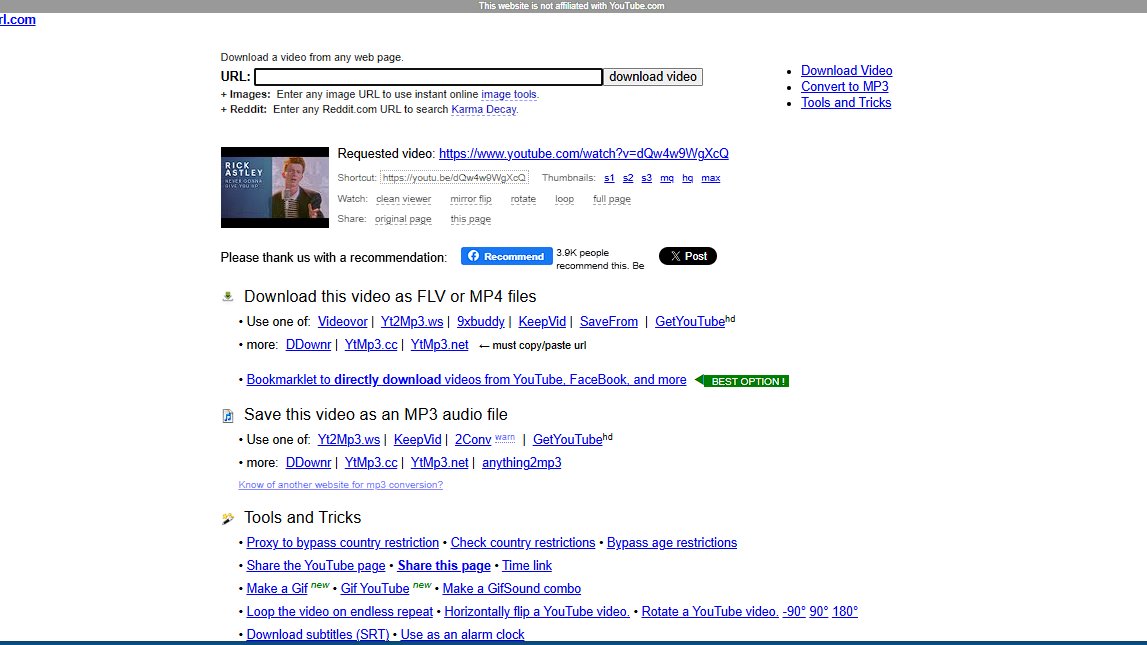 This website is not affiliated with YouTube.com
rl.com
Download a video from any web page.
URL: download video
+ Images: Enter any image URL to use instant online image tools.
+ Reddit: Enter any Reddit.com URL to search Karma Decay.
• Download Video
• Convert to MP3
• Tools and Tricks
RICK
ASTLEY
NEVER GONNA
GIVE YOU UP
Requested video: https://www.youtube.com/watch?v=dQw4w9WgXcQ
Shortcut: https://youtu.be/dQw4w9WgXcQ Thumbnails: s1 s2 s3 mq hq max
Watch: clean viewer mirror flip rotate loop full page
Share: original page this page
Please thank us with a recommendation: Recommend 3.9K people
recommend this. Be
X Post
Download this video as FLV or MP4 files
• Use one of: Videovor | Yt2Mp3.ws | 9xbuddy | KeepVid | SaveFrom | GetYouTube hd
• more: DDownr | YtMp3.cc | YtMp3.net ← must copy/paste url
• Bookmarklet to directly download videos from YouTube, FaceBook, and more BEST OPTION !
Save this video as an MP3 audio file
• Use one of: Yt2Mp3.ws | KeepVid | 2Conv warn | GetYouTube hd
• more: DDownr | YtMp3.cc | YtMp3.net | anything2mp3
Know of another website for mp3 conversion?
Tools and Tricks
• Proxy to bypass country restriction • Check country restrictions • Bypass age restrictions
• Share the YouTube page • Share this page • Time link
• Make a Gif new • Gif YouTube new • Make a GifSound combo
• Loop the video on endless repeat • Horizontally flip a YouTube video. • Rotate a YouTube video. -90° 90° 180°
• Download subtitles (SRT) • Use as an alarm clock